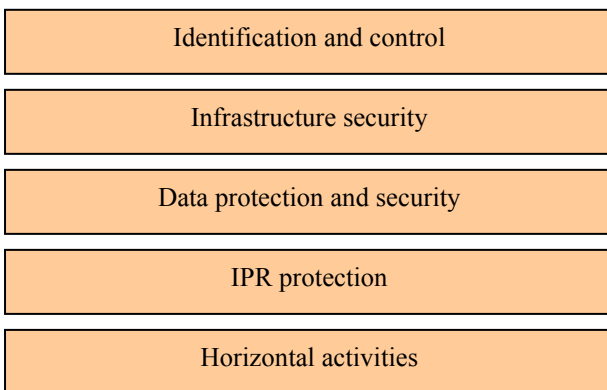 Identification and control
Infrastructure security
Data protection and security
IPR protection
Horizontal activities